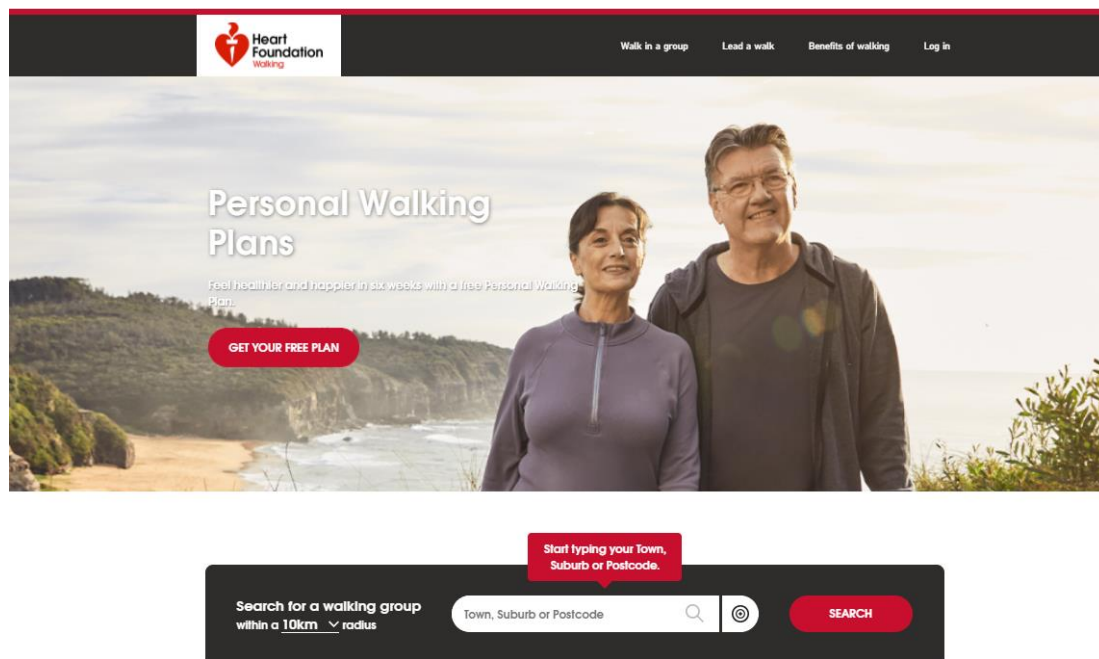 Heart
Foundation
Walking
Walk in a group
Lead a walk
Benefits of walking
Log in
Personal Walking
Plans
Feel healthier and happier in six weeks with a free Personal Walking
Plan.
GET YOUR FREE PLAN
Start typing your Town,
Suburb or Postcode.
Search for a walking group
within a 10km radius
Town, Suburb or Postcode
SEARCH